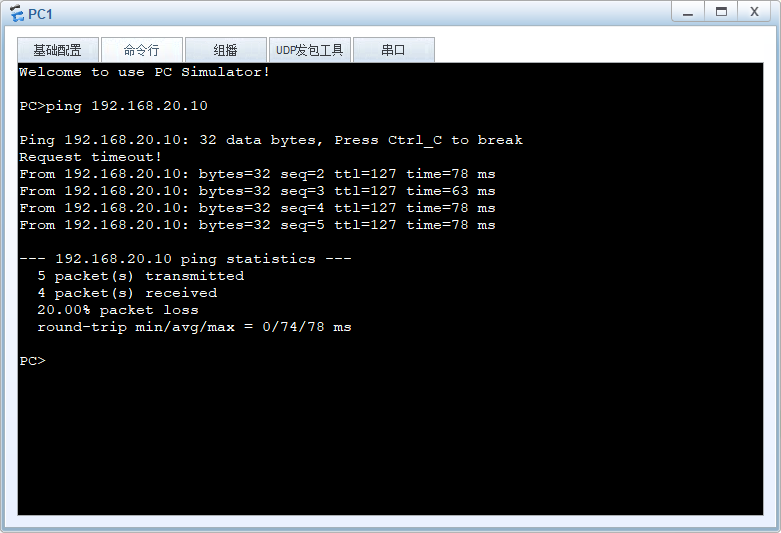 PC1
基础配置 命令行 组播 UDP发包工具 串口
Welcome to use PC Simulator!
PC>ping 192.168.20.10
Ping 192.168.20.10: 32 data bytes, Press Ctrl_C to break
Request timeout!
From 192.168.20.10: bytes=32 seq=2 ttl=127 time=78 ms
From 192.168.20.10: bytes=32 seq=3 ttl=127 time=63 ms
From 192.168.20.10: bytes=32 seq=4 ttl=127 time=78 ms
From 192.168.20.10: bytes=32 seq=5 ttl=127 time=78 ms
--- 192.168.20.10 ping statistics ---
5 packet(s) transmitted
4 packet(s) received
20.00% packet loss
round-trip min/avg/max = 0/74/78 ms
PC>